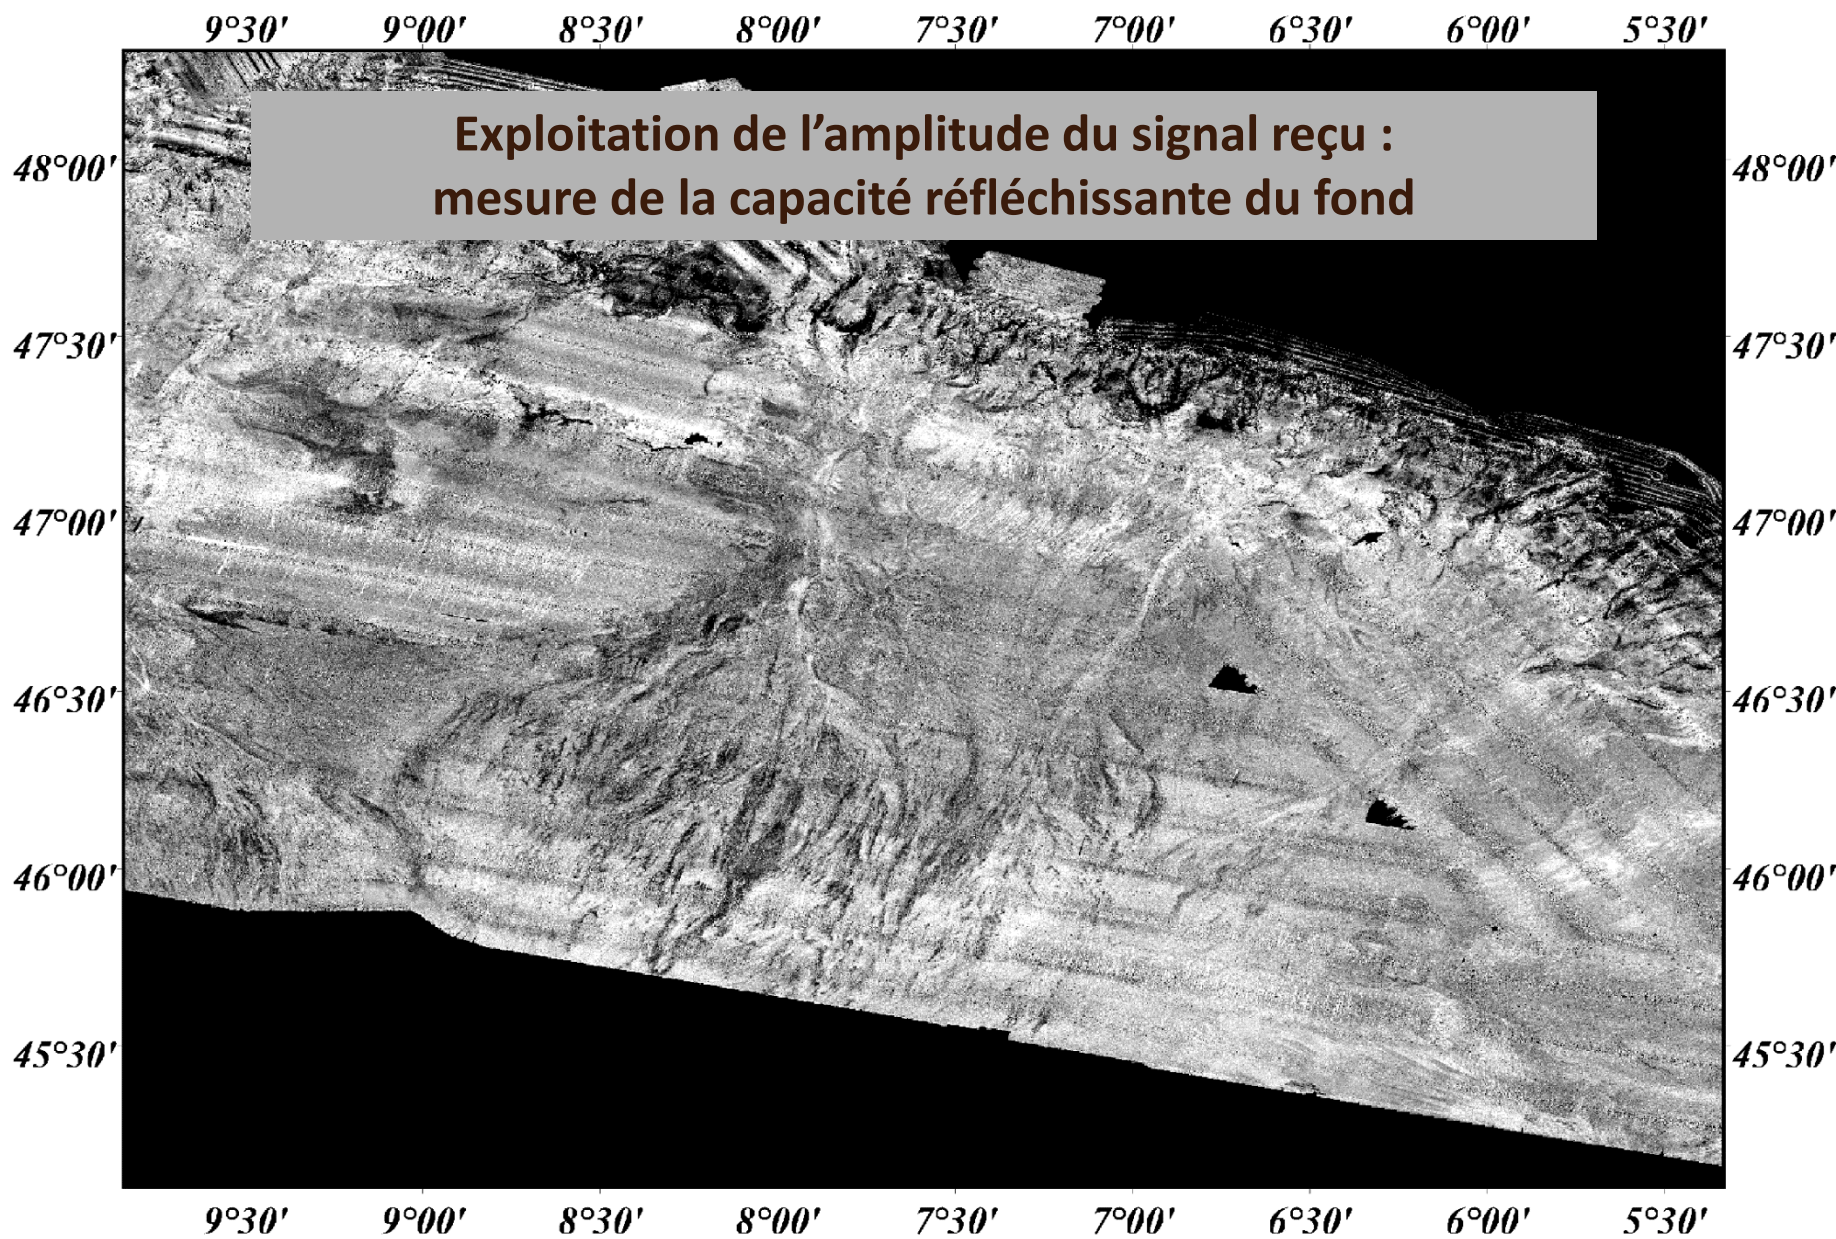 9°30' 9°00' 8°30' 8°00' 7°30' 7°00' 6°30' 6°00' 5°30'
Exploitation de l’amplitude du signal reçu :
mesure de la capacité réfléchissante du fond
48°00' 48°00'
47°30' 47°30'
47°00' 47°00'
46°30' 46°30'
46°00' 46°00'
45°30' 45°30'
9°30' 9°00' 8°30' 8°00' 7°30' 7°00' 6°30' 6°00' 5°30'